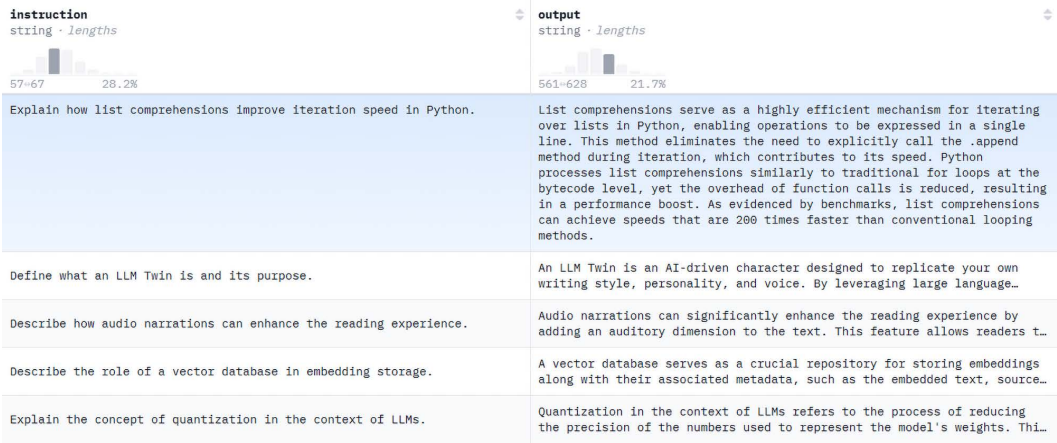 instruction
string · lengths
57↔67 28.2%
output
string · lengths
561↔628 21.7%
Explain how list comprehensions improve iteration speed in Python.
List comprehensions serve as a highly efficient mechanism for iterating
over lists in Python, enabling operations to be expressed in a single
line. This method eliminates the need to explicitly call the .append
method during iteration, which contributes to its speed. Python
processes list comprehensions similarly to traditional for loops at the
bytecode level, yet the overhead of function calls is reduced, resulting
in a performance boost. As evidenced by benchmarks, list comprehensions
can achieve speeds that are 200 times faster than conventional looping
methods.
Define what an LLM Twin is and its purpose.
An LLM Twin is an AI-driven character designed to replicate your own
writing style, personality, and voice. By leveraging large language…
Describe how audio narrations can enhance the reading experience.
Audio narrations can significantly enhance the reading experience by
adding an auditory dimension to the text. This feature allows readers t…
Describe the role of a vector database in embedding storage.
A vector database serves as a crucial repository for storing embeddings
along with their associated metadata, such as the embedded text, source…
Explain the concept of quantization in the context of LLMs.
Quantization in the context of LLMs refers to the process of reducing
the precision of the numbers used to represent the model's weights. Thi…